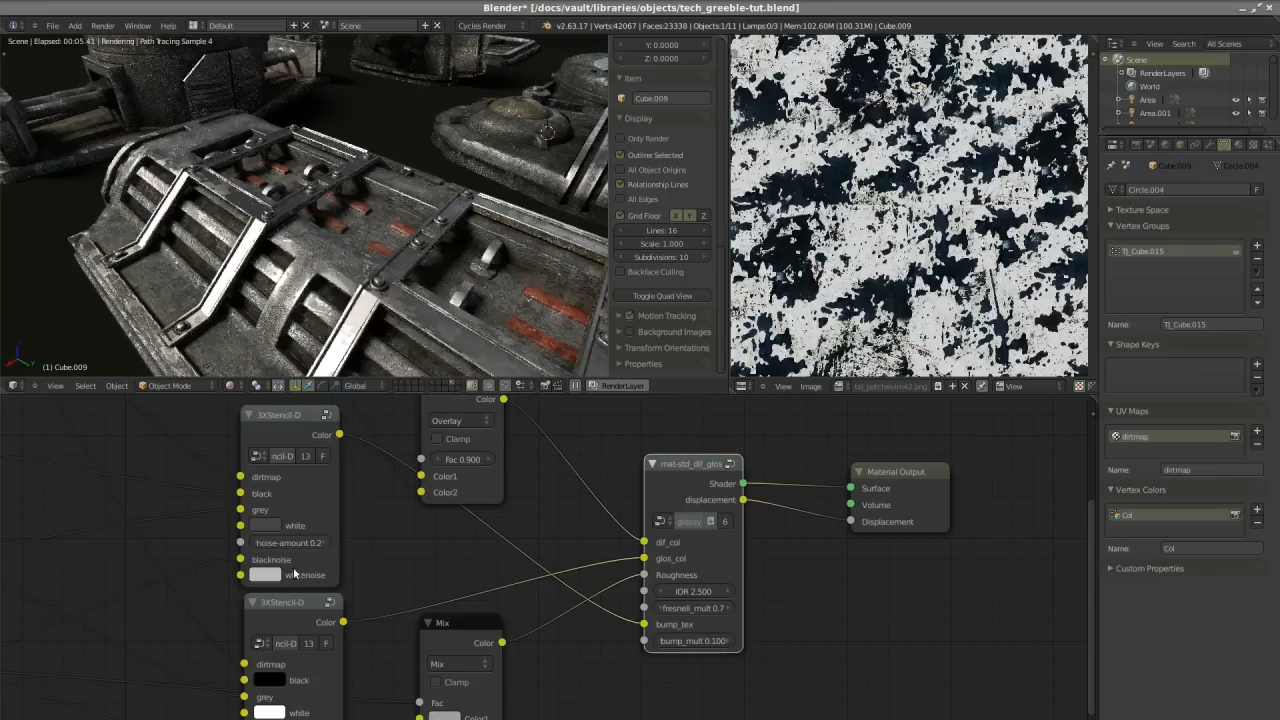 Blender* [/docs/vault/libraries/objects/tech_greeble-tut.blend]
File Add Render Window Help Default Scene Cycles Render v2.63.17 | Verts:42067 | Faces:23338 | Objects:1/11 | Lamps:0/3 | Mem:102.60M (100.31M) | Cube.009
Scene | Elapsed: 00:05.41 | Rendering | Path Tracing Sample 4
(1) Cube.009
View Select Object Object Mode Global RenderLayer
Y: 0.0000
Z: 0.0000
Item
Cube.009
Display
Only Render
Outline Selected
All Object Origins
Relationship Lines
All Edges
Grid Floor X Y Z
Lines: 16
Scale: 1.000
Subdivisions: 10
Backface Culling
Toggle Quad View
Motion Tracking
Background Images
Transform Orientations
Properties
View Image View
View Search All Scenes
Scene
RenderLayers
World
Area
Area.001
Cube.009 Circle.004
Circle.004 F
Texture Space
Vertex Groups
TJ_Cube.015
Name: TJ_Cube.015
Shape Keys
UV Maps
dirtmap
Name: dirtmap
Vertex Colors
Col
Name: Col
Custom Properties
3XStencil-D
Color
ncil-D 13 F
dirtmap
black
grey
white
noise-amount 0.2
blacknoise
3XStencil-D
Color
ncil-D 13 F
dirtmap
black
grey
white
Color
Overlay
Clamp
Fac 0.900
Color1
Color2
Mix
Color
Mix
Clamp
Fac
Color1
mat-std_dif_glos
Shader
displacement
glossy 6
dif_col
glos_col
Roughness
IOR 2.500
fresnell_mult 0.7
bump_tex
bump_mult 0.100
Material Output
Surface
Volume
Displacement